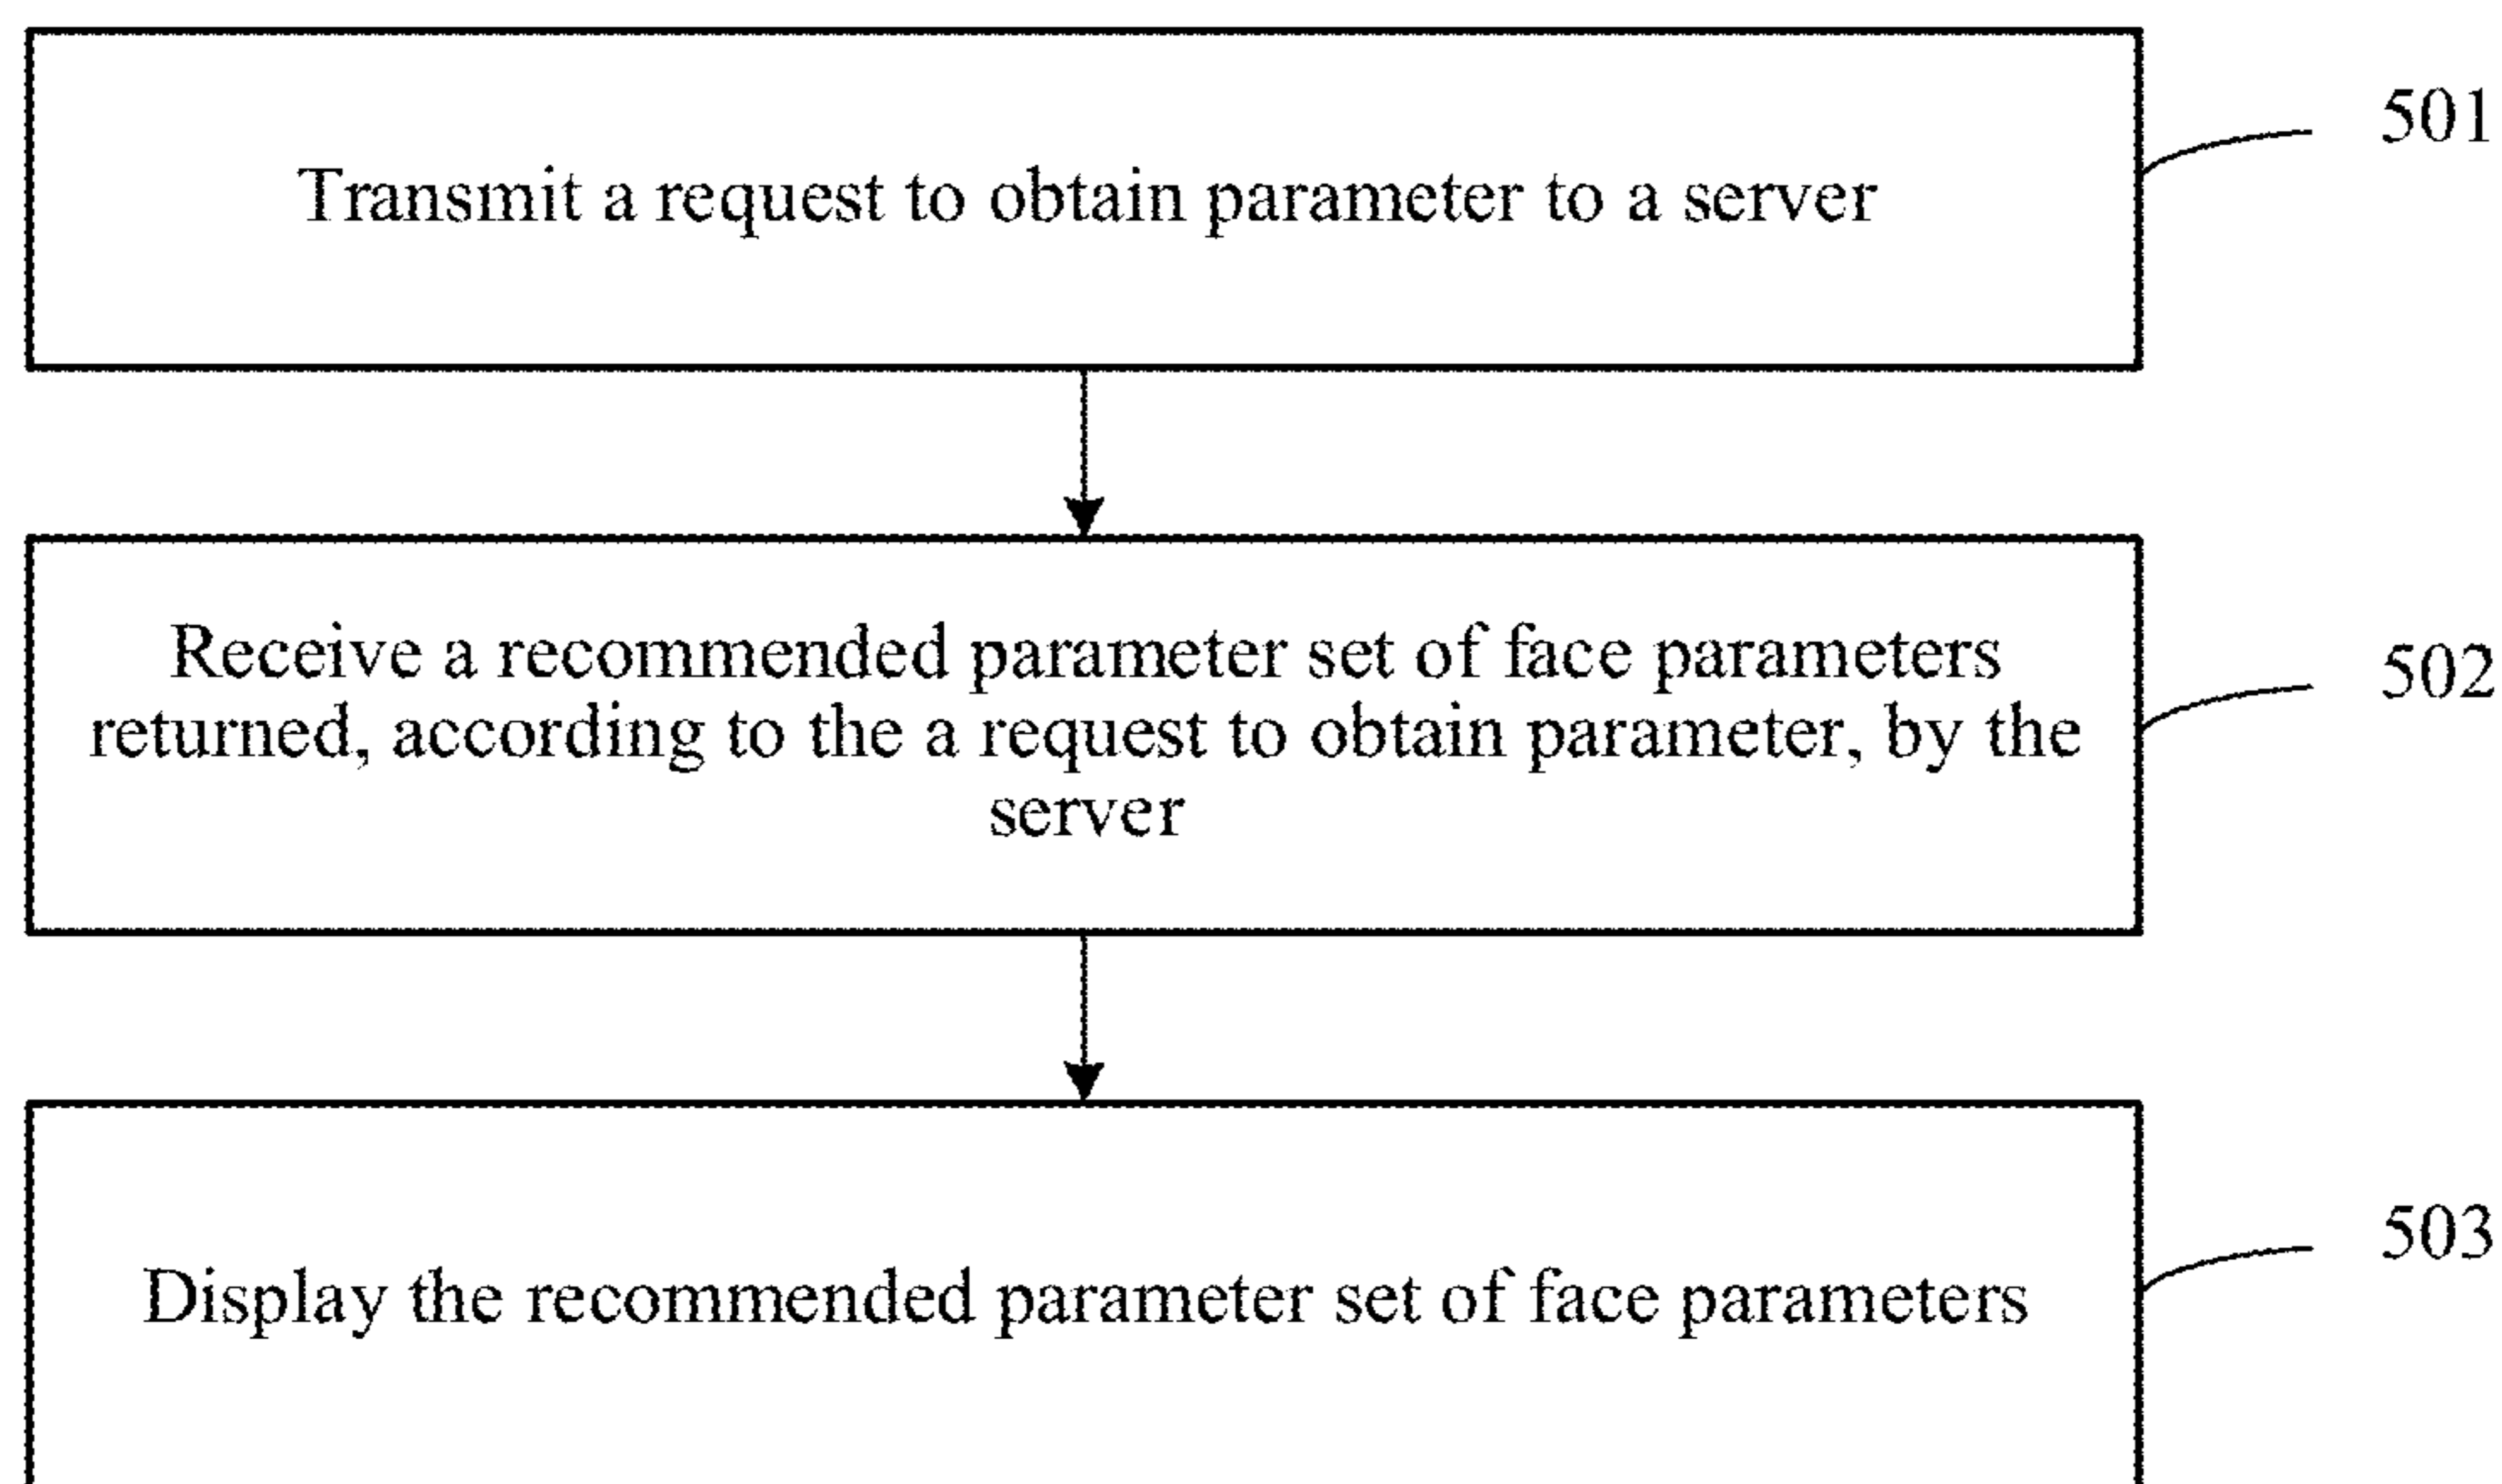 501
Transmit a request to obtain parameter to a server
Receive a recommended parameter set of face parameters
returned, according to the a request to obtain parameter, by the
server
502
Display the recommended parameter set of face parameters
503